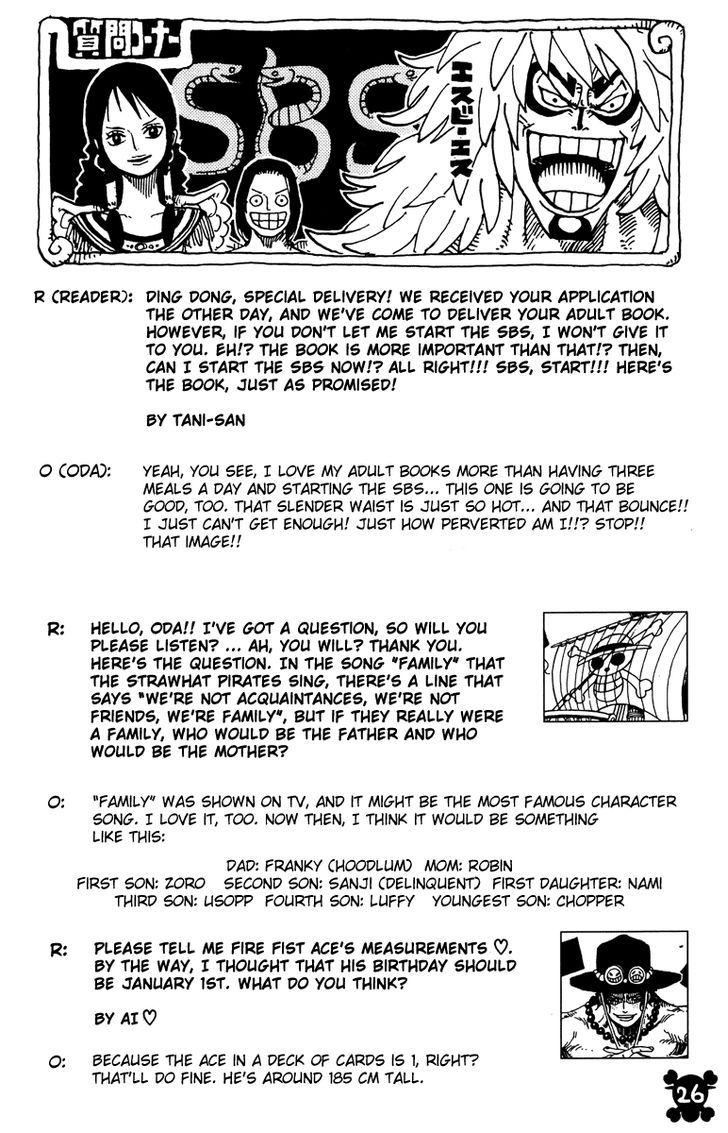 質問コーナー
SBS
エスビーエス
R (READER): DING DONG, SPECIAL DELIVERY! WE RECEIVED YOUR APPLICATION
THE OTHER DAY, AND WE'VE COME TO DELIVER YOUR ADULT BOOK.
HOWEVER, IF YOU DON'T LET ME START THE SBS, I WON'T GIVE IT
TO YOU. EH!? THE BOOK IS MORE IMPORTANT THAN THAT!? THEN,
CAN I START THE SBS NOW!? ALL RIGHT!!! SBS, START!!! HERE'S
THE BOOK, JUST AS PROMISED!
BY TANI-SAN
O (ODA): YEAH, YOU SEE, I LOVE MY ADULT BOOKS MORE THAN HAVING THREE
MEALS A DAY AND STARTING THE SBS... THIS ONE IS GOING TO BE
GOOD, TOO. THAT SLENDER WAIST IS JUST SO HOT... AND THAT BOUNCE!!
I JUST CAN'T GET ENOUGH! JUST HOW PERVERTED AM I!!? STOP!!
THAT IMAGE!!
R: HELLO, ODA!! I'VE GOT A QUESTION, SO WILL YOU
PLEASE LISTEN? ... AH, YOU WILL? THANK YOU.
HERE'S THE QUESTION. IN THE SONG "FAMILY" THAT
THE STRAWHAT PIRATES SING, THERE'S A LINE THAT
SAYS "WE'RE NOT ACQUAINTANCES, WE'RE NOT
FRIENDS, WE'RE FAMILY", BUT IF THEY REALLY WERE
A FAMILY, WHO WOULD BE THE FATHER AND WHO
WOULD BE THE MOTHER?
O: "FAMILY" WAS SHOWN ON TV, AND IT MIGHT BE THE MOST FAMOUS CHARACTER
SONG. I LOVE IT, TOO. NOW THEN, I THINK IT WOULD BE SOMETHING
LIKE THIS:
DAD: FRANKY (HOODLUM) MOM: ROBIN
FIRST SON: ZORO SECOND SON: SANJI (DELINQUENT) FIRST DAUGHTER: NAMI
THIRD SON: USOPP FOURTH SON: LUFFY YOUNGEST SON: CHOPPER
R: PLEASE TELL ME FIRE FIST ACE'S MEASUREMENTS ♡.
BY THE WAY, I THOUGHT THAT HIS BIRTHDAY SHOULD
BE JANUARY 1ST. WHAT DO YOU THINK?
BY AI ♡
O: BECAUSE THE ACE IN A DECK OF CARDS IS 1, RIGHT?
THAT'LL DO FINE. HE'S AROUND 185 CM TALL.
26